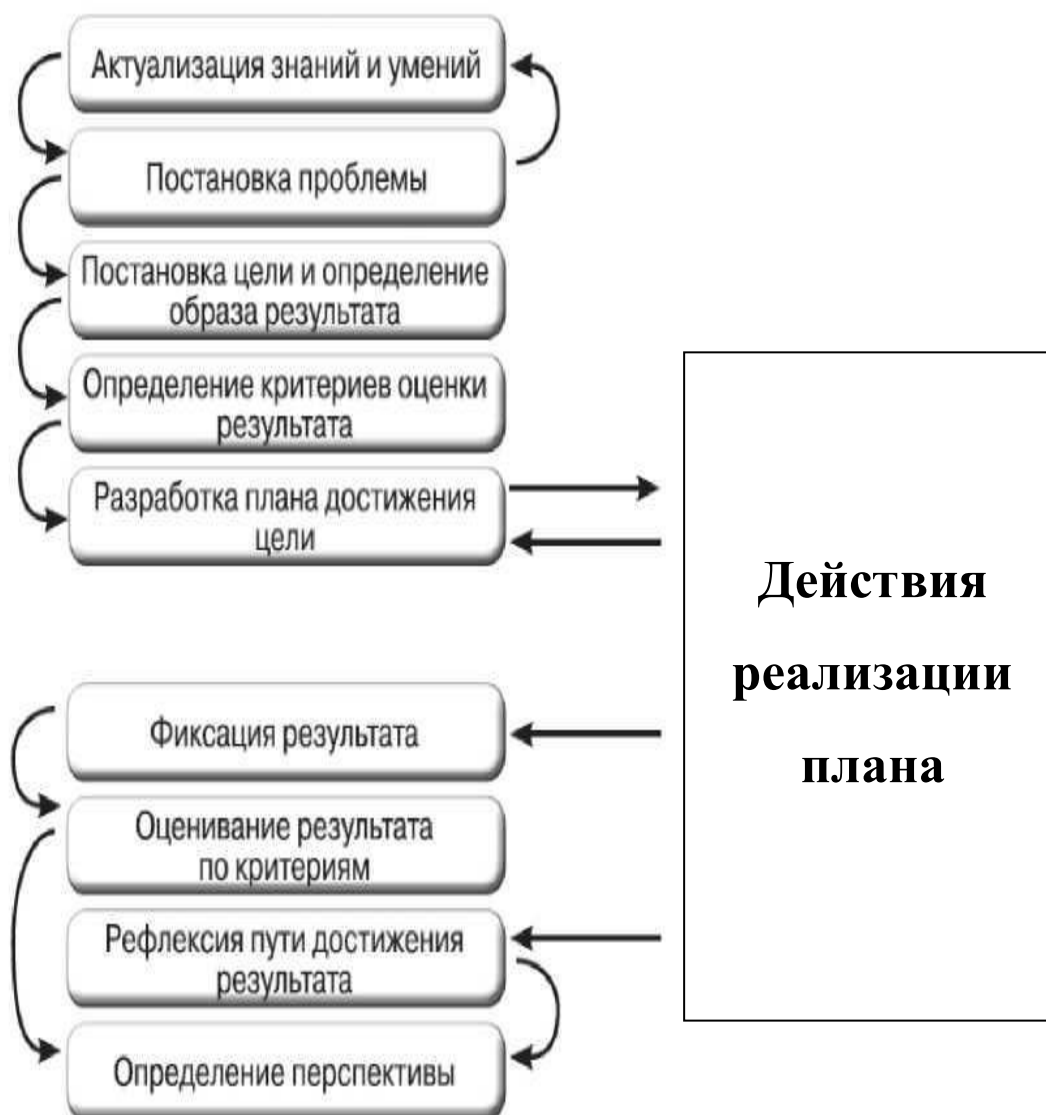 Актуализация знаний и умений
Постановка проблемы
Постановка цели и определение
образа результата
Определение критериев оценки
результата
Разработка плана достижения
цели
Действия
реализации
плана
Фиксация результата
Оценивание результата
по критериям
Рефлексия пути достижения
результата
Определение перспективы